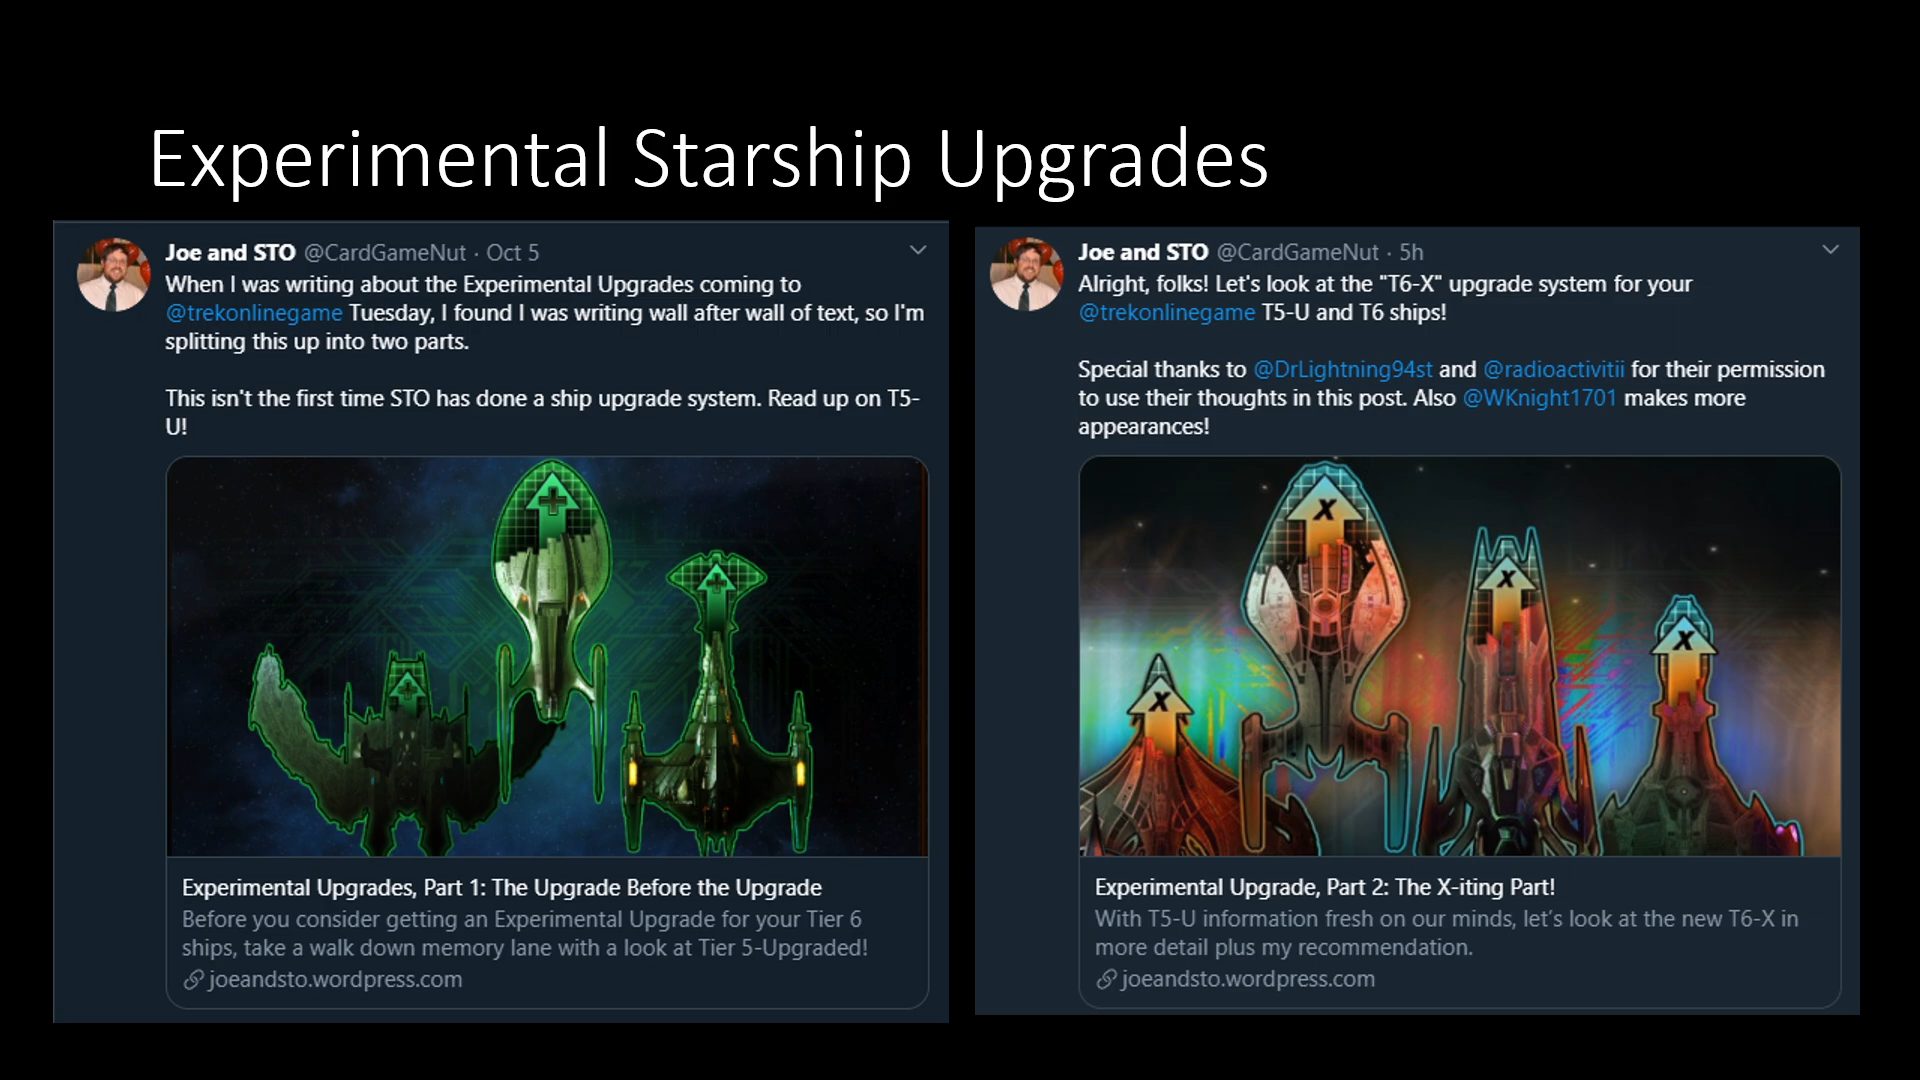 Experimental Starship Upgrades
Joe and STO @CardGameNut · Oct 5
When I was writing about the Experimental Upgrades coming to
@trekonlinegame Tuesday, I found I was writing wall after wall of text, so I'm
splitting this up into two parts.
This isn't the first time STO has done a ship upgrade system. Read up on T5-
U!
Experimental Upgrades, Part 1: The Upgrade Before the Upgrade
Before you consider getting an Experimental Upgrade for your Tier 6
ships, take a walk down memory lane with a look at Tier 5-Upgraded!
joeandsto.wordpress.com
Joe and STO @CardGameNut · 5h
Alright, folks! Let's look at the "T6-X" upgrade system for your
@trekonlinegame T5-U and T6 ships!
Special thanks to @DrLightning94st and @radioactivitii for their permission
to use their thoughts in this post. Also @WKnight1701 makes more
appearances!
X
X
X
X
Experimental Upgrade, Part 2: The X-iting Part!
With T5-U information fresh on our minds, let's look at the new T6-X in
more detail plus my recommendation.
joeandsto.wordpress.com